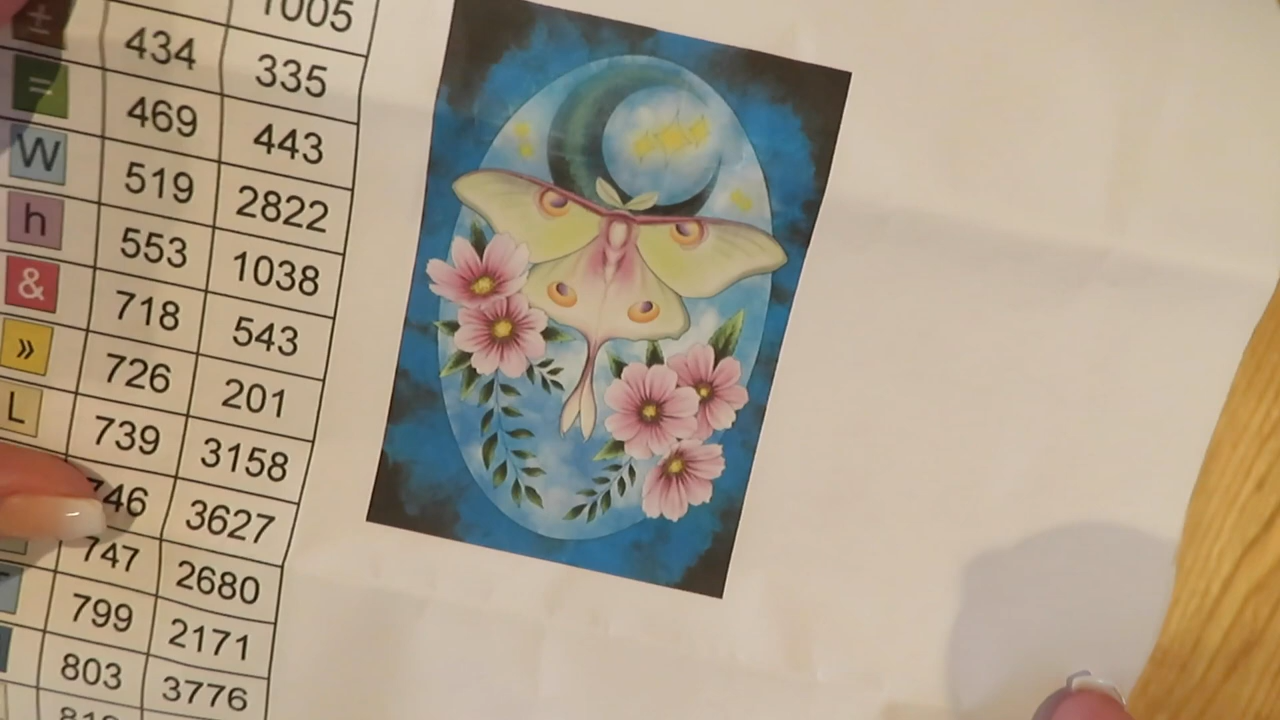 1005
± 434 335
= 469 443
W 519 2822
h 553 1038
& 718 543
» 726 201
L 739 3158
746 3627
747 2680
799 2171
803 3776